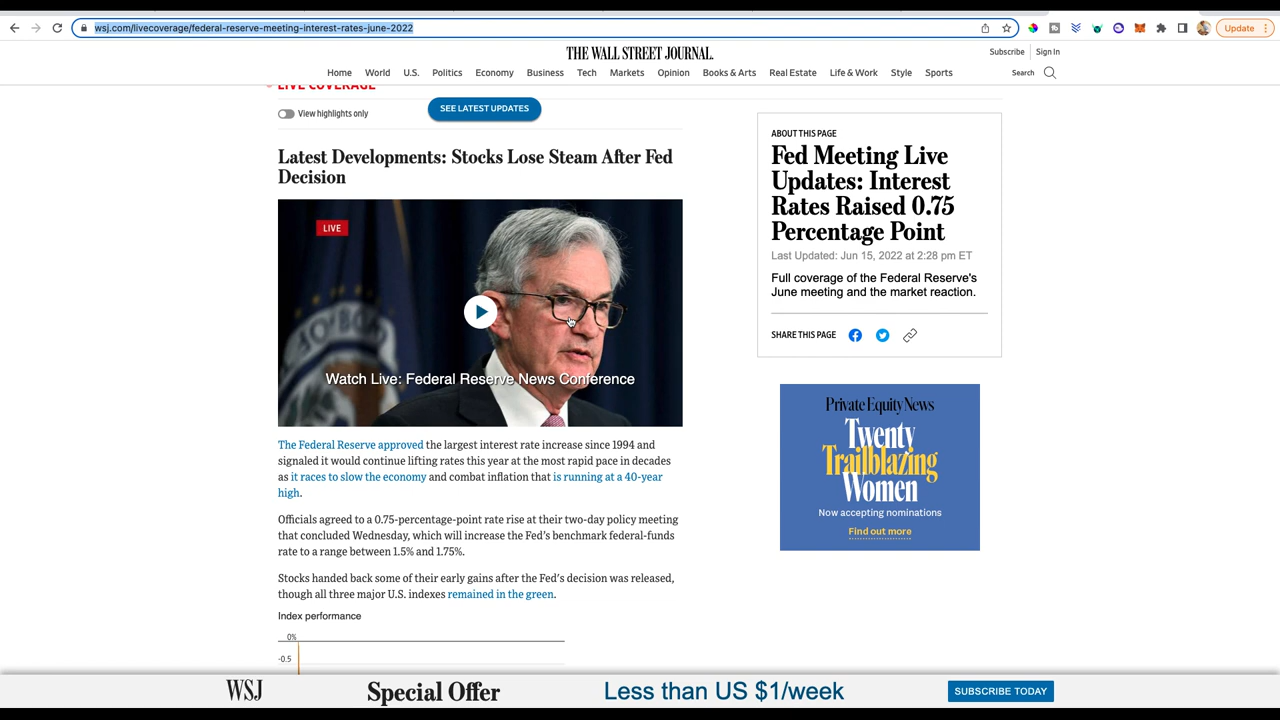 wsj.com/livecoverage/federal-reserve-meeting-interest-rates-june-2022
Update
THE WALL STREET JOURNAL.
Subscribe
Sign In
Home
World
U.S.
Politics
Economy
Business
Tech
Markets
Opinion
Books & Arts
Real Estate
Life & Work
Style
Sports
Search
LIVE COVERAGE
View highlights only
SEE LATEST UPDATES
Latest Developments: Stocks Lose Steam After Fed
Decision
LIVE
Watch Live: Federal Reserve News Conference
The Federal Reserve approved the largest interest rate increase since 1994 and
signaled it would continue lifting rates this year at the most rapid pace in decades
as it races to slow the economy and combat inflation that is running at a 40-year
high.
Officials agreed to a 0.75-percentage-point rate rise at their two-day policy meeting
that concluded Wednesday, which will increase the Fed's benchmark federal-funds
rate to a range between 1.5% and 1.75%.
Stocks handed back some of their early gains after the Fed's decision was released,
though all three major U.S. indexes remained in the green.
Index performance
0%
-0.5
ABOUT THIS PAGE
Fed Meeting Live
Updates: Interest
Rates Raised 0.75
Percentage Point
Last Updated: Jun 15, 2022 at 2:28 pm ET
Full coverage of the Federal Reserve's
June meeting and the market reaction.
SHARE THIS PAGE
Private Equity News
Twenty
Trailblazing
Women
Now accepting nominations
Find out more
WSJ
Special Offer
Less than US $1/week
SUBSCRIBE TODAY